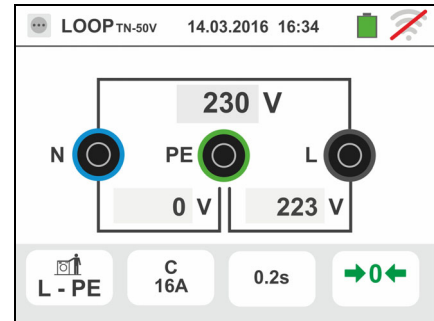 LOOP TN-50V 14.03.2016 16:34
230 V
N PE L
0 V 223 V
L - PE
C
16A
0.2s
0